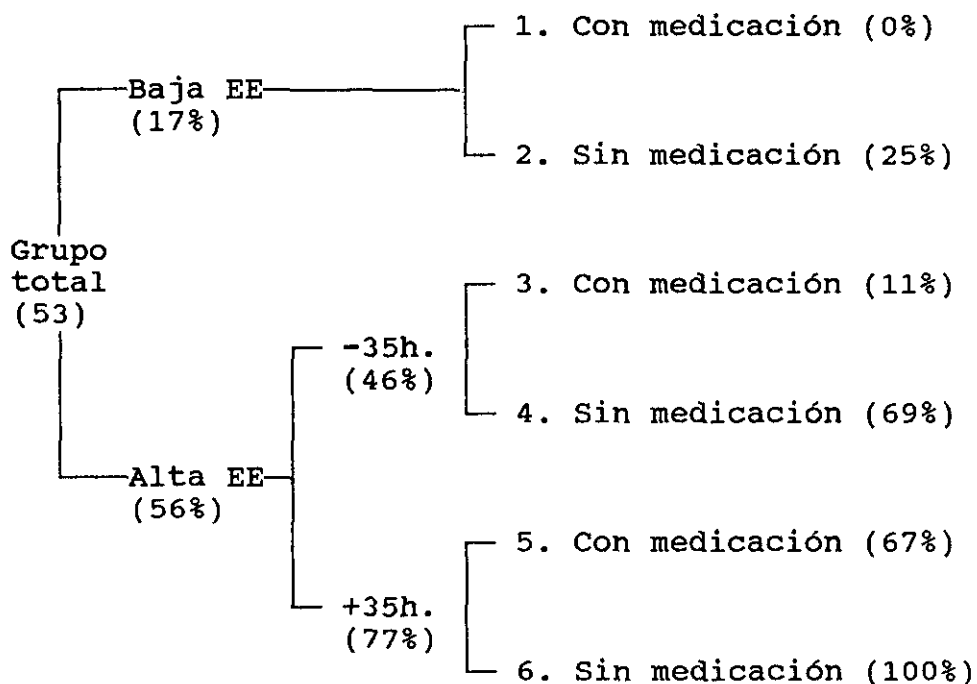 1. Con medicación (0%)
Baja EE
(17%)
2. Sin medicación (25%)
Grupo
total
(53)
3. Con medicación (11%)
-35h.
(46%)
4. Sin medicación (69%)
Alta EE
(56%)
5. Con medicación (67%)
+35h.
(77%)
6. Sin medicación (100%)